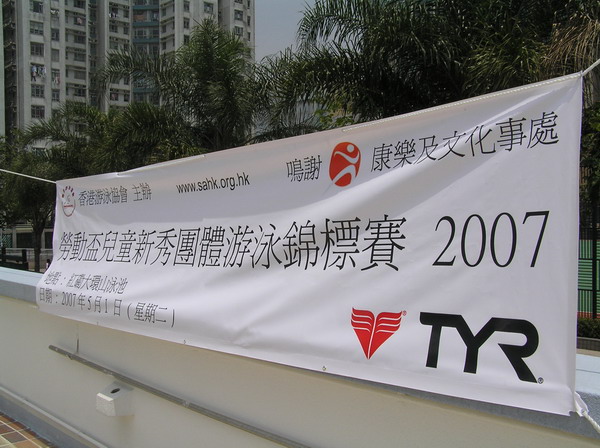 香港游泳協會 主辦 www.sahk.org.hk 鳴謝 康樂及文化事處
勞動盃兒童新秀團體游泳錦標賽 2007
地點：紅磡大環山泳池
日期：2007年5月1日（星期二）
TYR